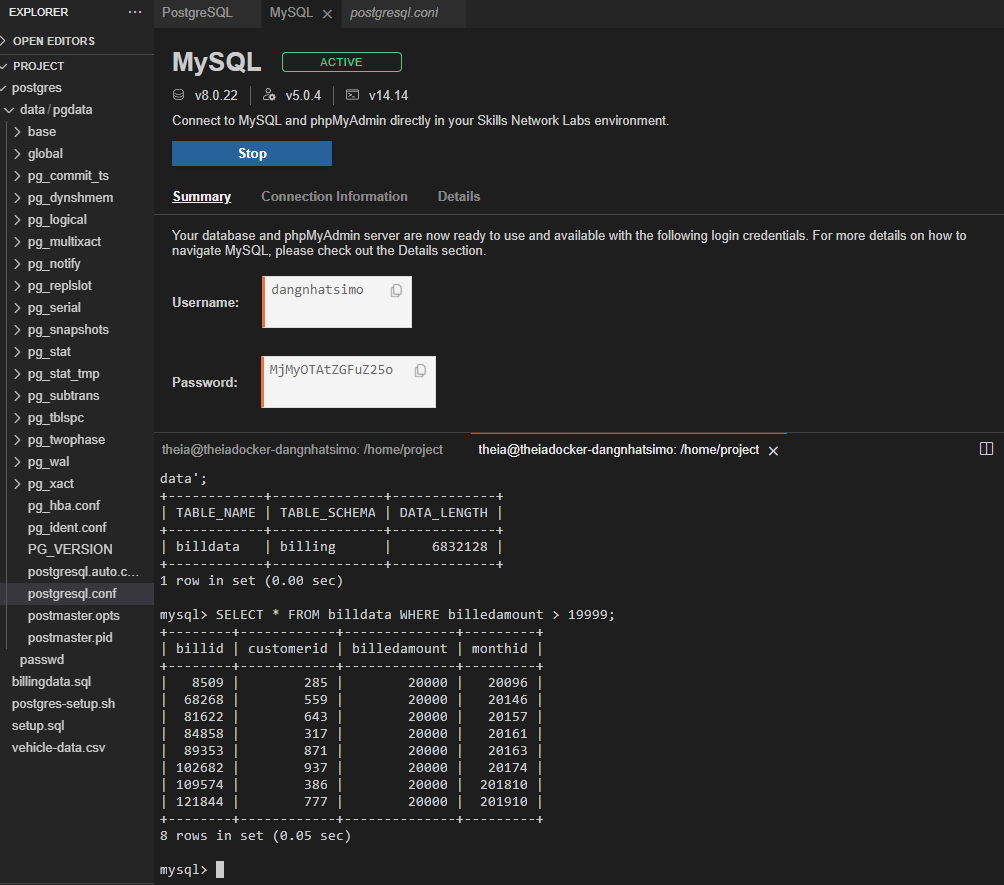 EXPLORER
OPEN EDITORS
PROJECT
postgres
data / pgdata
base
global
pg_commit_ts
pg_dynshmem
pg_logical
pg_multixact
pg_notify
pg_replslot
pg_serial
pg_snapshots
pg_stat
pg_stat_tmp
pg_subtrans
pg_tblspc
pg_twophase
pg_wal
pg_xact
pg_hba.conf
pg_ident.conf
PG_VERSION
postgresql.auto.c...
postgresql.conf
postmaster.opts
postmaster.pid
passwd
billingdata.sql
postgres-setup.sh
setup.sql
vehicle-data.csv
PostgreSQL MySQL postgresql.conf
MySQL ACTIVE
v8.0.22 v5.0.4 v14.14
Connect to MySQL and phpMyAdmin directly in your Skills Network Labs environment.
Stop
Summary Connection Information Details
Your database and phpMyAdmin server are now ready to use and available with the following login credentials. For more details on how to
navigate MySQL, please check out the Details section.
Username: dangnhatsimo
Password: MjMyOTAtZGFuZ25o
theia@theiadocker-dangnhatsimo: /home/project theia@theiadocker-dangnhatsimo: /home/project
data';
+------------+--------------+-------------+
| TABLE_NAME | TABLE_SCHEMA | DATA_LENGTH |
+------------+--------------+-------------+
| billdata   | billing      |     6832128 |
+------------+--------------+-------------+
1 row in set (0.00 sec)
mysql> SELECT * FROM billdata WHERE billedamount > 19999;
+--------+------------+--------------+---------+
| billid | customerid | billedamount | monthid |
+--------+------------+--------------+---------+
|   8509 |        285 |        20000 |   20096 |
|  68268 |        559 |        20000 |   20146 |
|  81622 |        643 |        20000 |   20157 |
|  84858 |        317 |        20000 |   20161 |
|  89353 |        871 |        20000 |   20163 |
| 102682 |        937 |        20000 |   20174 |
| 109574 |        386 |        20000 |  201810 |
| 121844 |        777 |        20000 |  201910 |
+--------+------------+--------------+---------+
8 rows in set (0.05 sec)
mysql>